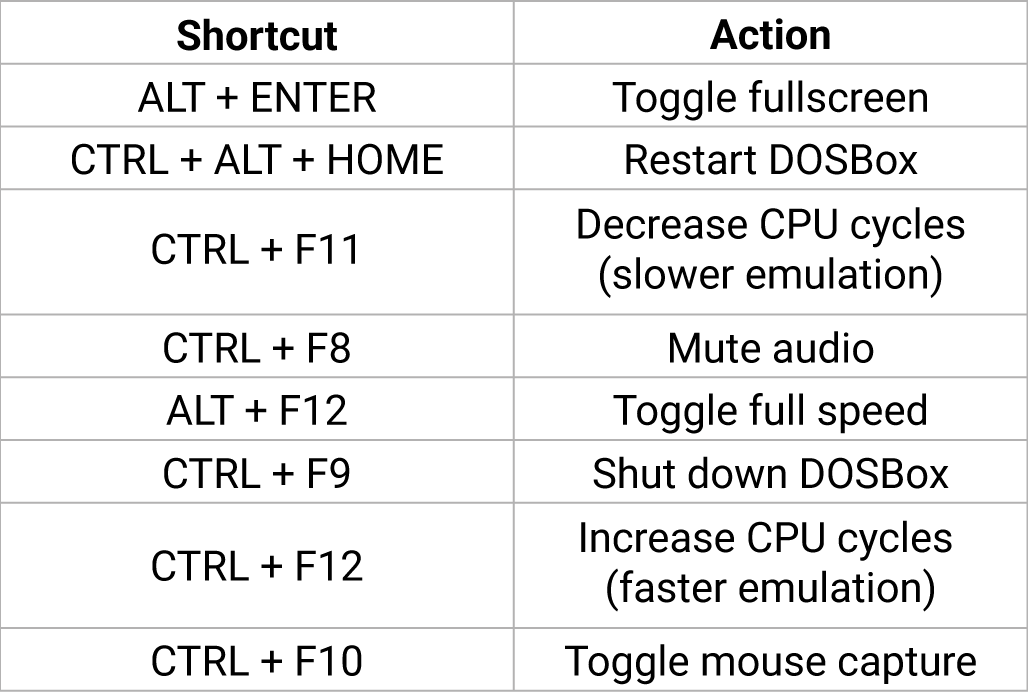 Shortcut Action
ALT + ENTER Toggle fullscreen
CTRL + ALT + HOME Restart DOSBox
CTRL + F11 Decrease CPU cycles
(slower emulation)
CTRL + F8 Mute audio
ALT + F12 Toggle full speed
CTRL + F9 Shut down DOSBox
CTRL + F12 Increase CPU cycles
(faster emulation)
CTRL + F10 Toggle mouse capture